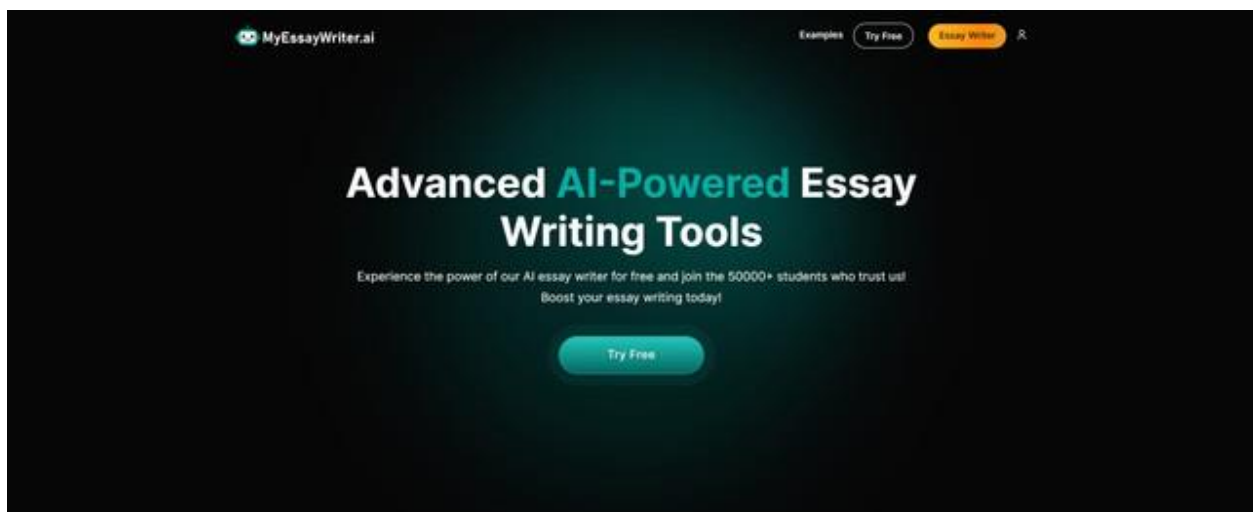 MyEssayWriter.ai
Examples
Try Free
Essay Writer
Advanced AI-Powered Essay
Writing Tools
Experience the power of our AI essay writer for free and join the 50000+ students who trust us!
Boost your essay writing today!
Try Free